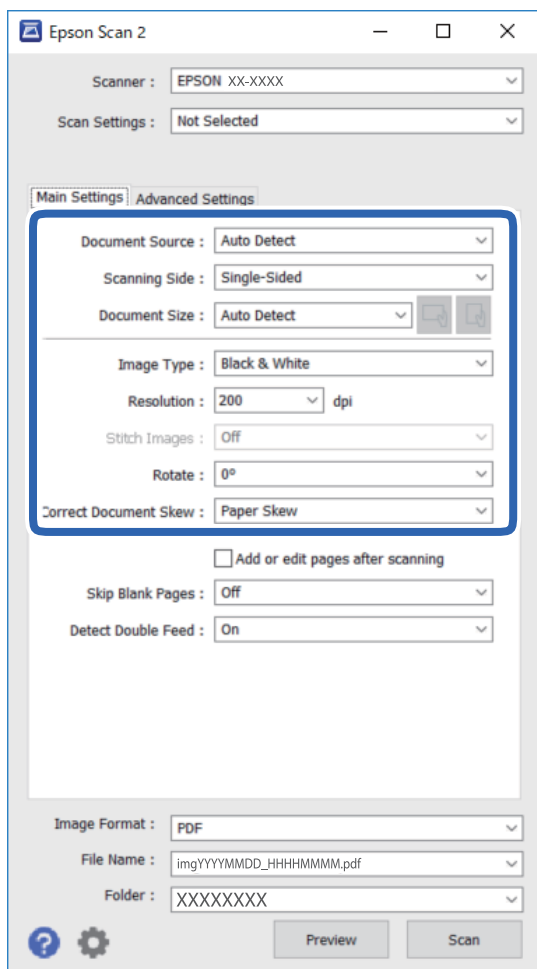 Epson Scan 2
Scanner : EPSON XX-XXXX
Scan Settings : Not Selected
Main Settings Advanced Settings
Document Source : Auto Detect
Scanning Side : Single-Sided
Document Size : Auto Detect
Image Type : Black & White
Resolution : 200 dpi
Stitch Images : Off
Rotate : 0°
Correct Document Skew : Paper Skew
Add or edit pages after scanning
Skip Blank Pages : Off
Detect Double Feed : On
Image Format : PDF
File Name : imgYYYYMMDD_HHHHMMMM.pdf
Folder : XXXXXXXX
? Preview Scan